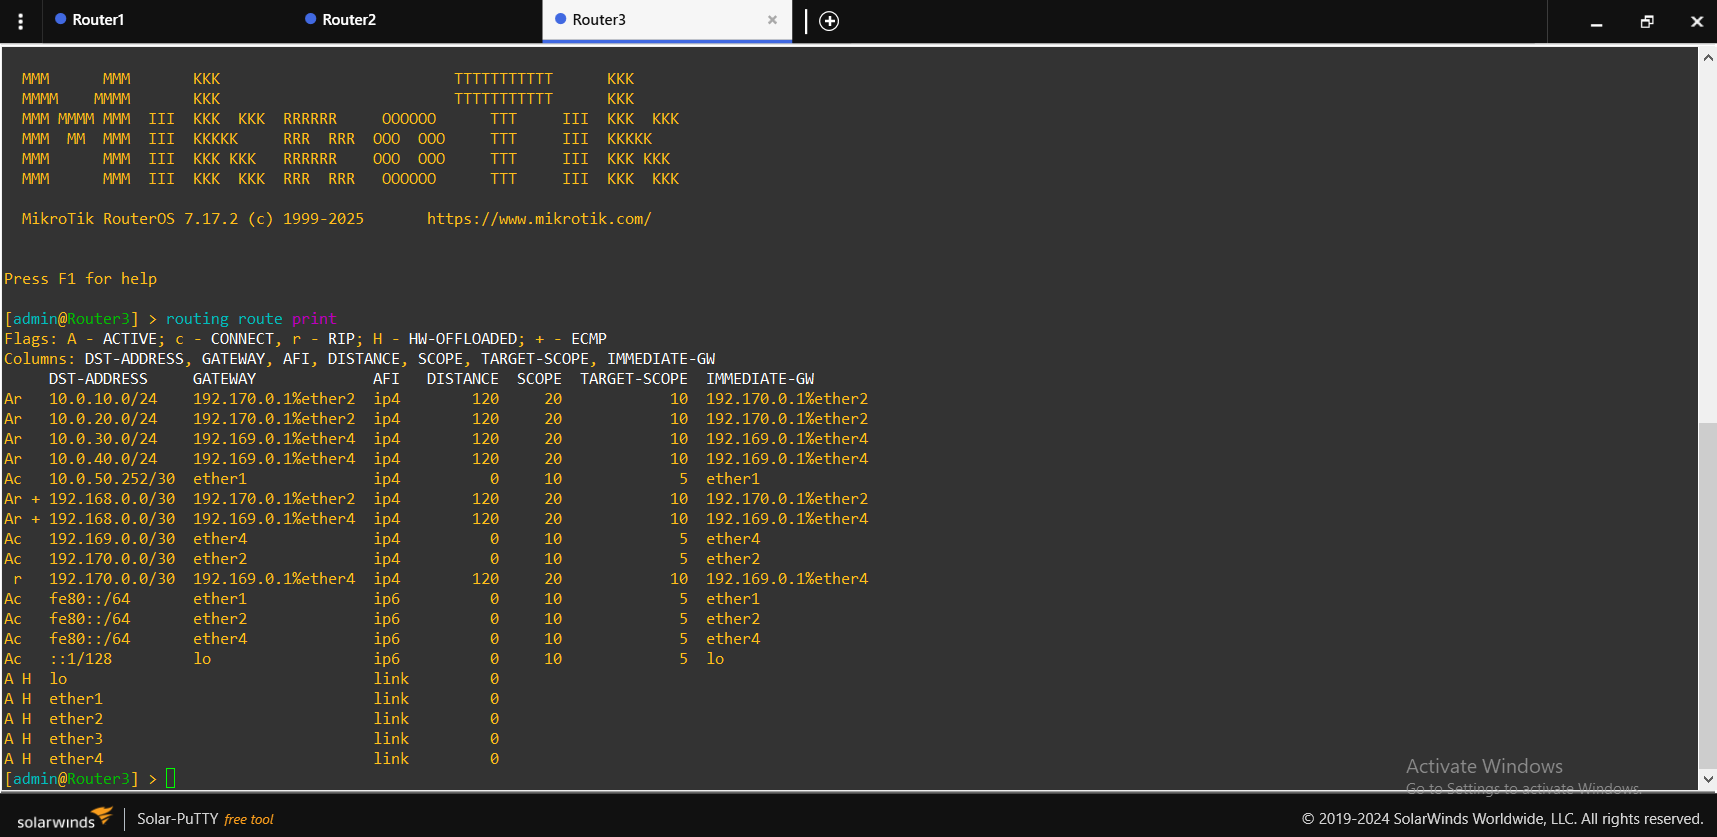 Router1 Router2 Router3
MMM      MMM       KKK                          TTTTTTTTTTT      KKK
MMMM    MMMM       KKK                          TTTTTTTTTTT      KKK
MMM MMMM MMM  III  KKK  KKK  RRRRRR     OOOOOO      TTT     III  KKK  KKK
MMM  MM  MMM  III  KKKKK     RRR  RRR  OOO  OOO     TTT     III  KKKKK
MMM      MMM  III  KKK KKK   RRRRRR    OOO  OOO     TTT     III  KKK KKK
MMM      MMM  III  KKK  KKK  RRR  RRR   OOOOOO      TTT     III  KKK  KKK
MikroTik RouterOS 7.17.2 (c) 1999-2025       https://www.mikrotik.com/
Press F1 for help
[admin@Router3] > routing route print
Flags: A - ACTIVE; c - CONNECT, r - RIP; H - HW-OFFLOADED; + - ECMP
Columns: DST-ADDRESS, GATEWAY, AFI, DISTANCE, SCOPE, TARGET-SCOPE, IMMEDIATE-GW
     DST-ADDRESS     GATEWAY             AFI   DISTANCE  SCOPE  TARGET-SCOPE  IMMEDIATE-GW
Ar   10.0.10.0/24    192.170.0.1%ether2  ip4        120     20            10  192.170.0.1%ether2
Ar   10.0.20.0/24    192.170.0.1%ether2  ip4        120     20            10  192.170.0.1%ether2
Ar   10.0.30.0/24    192.169.0.1%ether4  ip4        120     20            10  192.169.0.1%ether4
Ar   10.0.40.0/24    192.169.0.1%ether4  ip4        120     20            10  192.169.0.1%ether4
Ac   10.0.50.252/30  ether1              ip4          0     10             5  ether1
Ar + 192.168.0.0/30  192.170.0.1%ether2  ip4        120     20            10  192.170.0.1%ether2
Ar + 192.168.0.0/30  192.169.0.1%ether4  ip4        120     20            10  192.169.0.1%ether4
Ac   192.169.0.0/30  ether4              ip4          0     10             5  ether4
Ac   192.170.0.0/30  ether2              ip4          0     10             5  ether2
 r   192.170.0.0/30  192.169.0.1%ether4  ip4        120     20            10  192.169.0.1%ether4
Ac   fe80::/64       ether1              ip6          0     10             5  ether1
Ac   fe80::/64       ether2              ip6          0     10             5  ether2
Ac   fe80::/64       ether4              ip6          0     10             5  ether4
Ac   ::1/128         lo                  ip6          0     10             5  lo
A H  lo                                  link         0
A H  ether1                              link         0
A H  ether2                              link         0
A H  ether3                              link         0
A H  ether4                              link         0
[admin@Router3] >
Activate Windows
Go to Settings to activate Windows.
solarwinds Solar-PuTTY free tool © 2019-2024 SolarWinds Worldwide, LLC. All rights reserved.